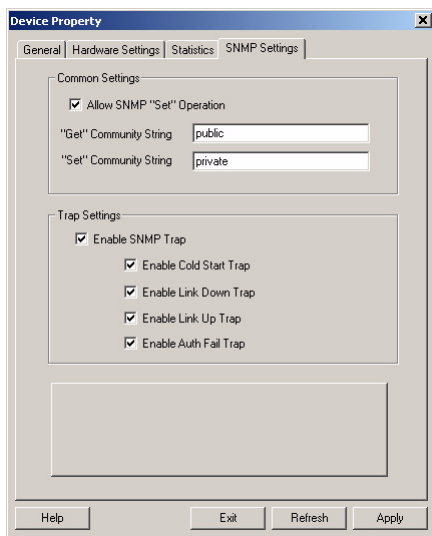 Device Property
General Hardware Settings Statistics SNMP Settings
Common Settings
Allow SNMP "Set" Operation
"Get" Community String public
"Set" Community String private
Trap Settings
Enable SNMP Trap
Enable Cold Start Trap
Enable Link Down Trap
Enable Link Up Trap
Enable Auth Fail Trap
Help Exit Refresh Apply